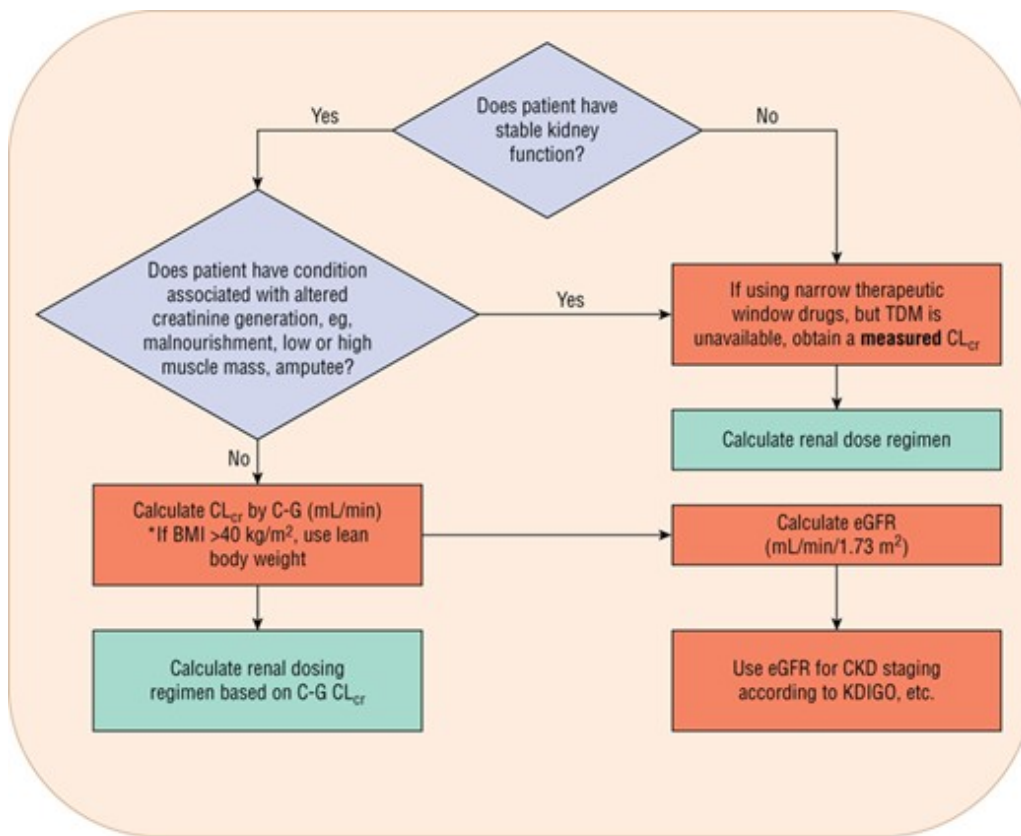 Does patient have
stable kidney
function?
Yes
No
Does patient have condition
associated with altered
creatinine generation, eg,
malnourishment, low or high
muscle mass, amputee?
Yes
If using narrow therapeutic
window drugs, but TDM is
unavailable, obtain a measured CLcr
Calculate renal dose regimen
No
Calculate CLcr by C-G (mL/min)
*If BMI >40 kg/m², use lean
body weight
Calculate eGFR
(mL/min/1.73 m²)
Calculate renal dosing
regimen based on C-G CLcr
Use eGFR for CKD staging
according to KDIGO, etc.